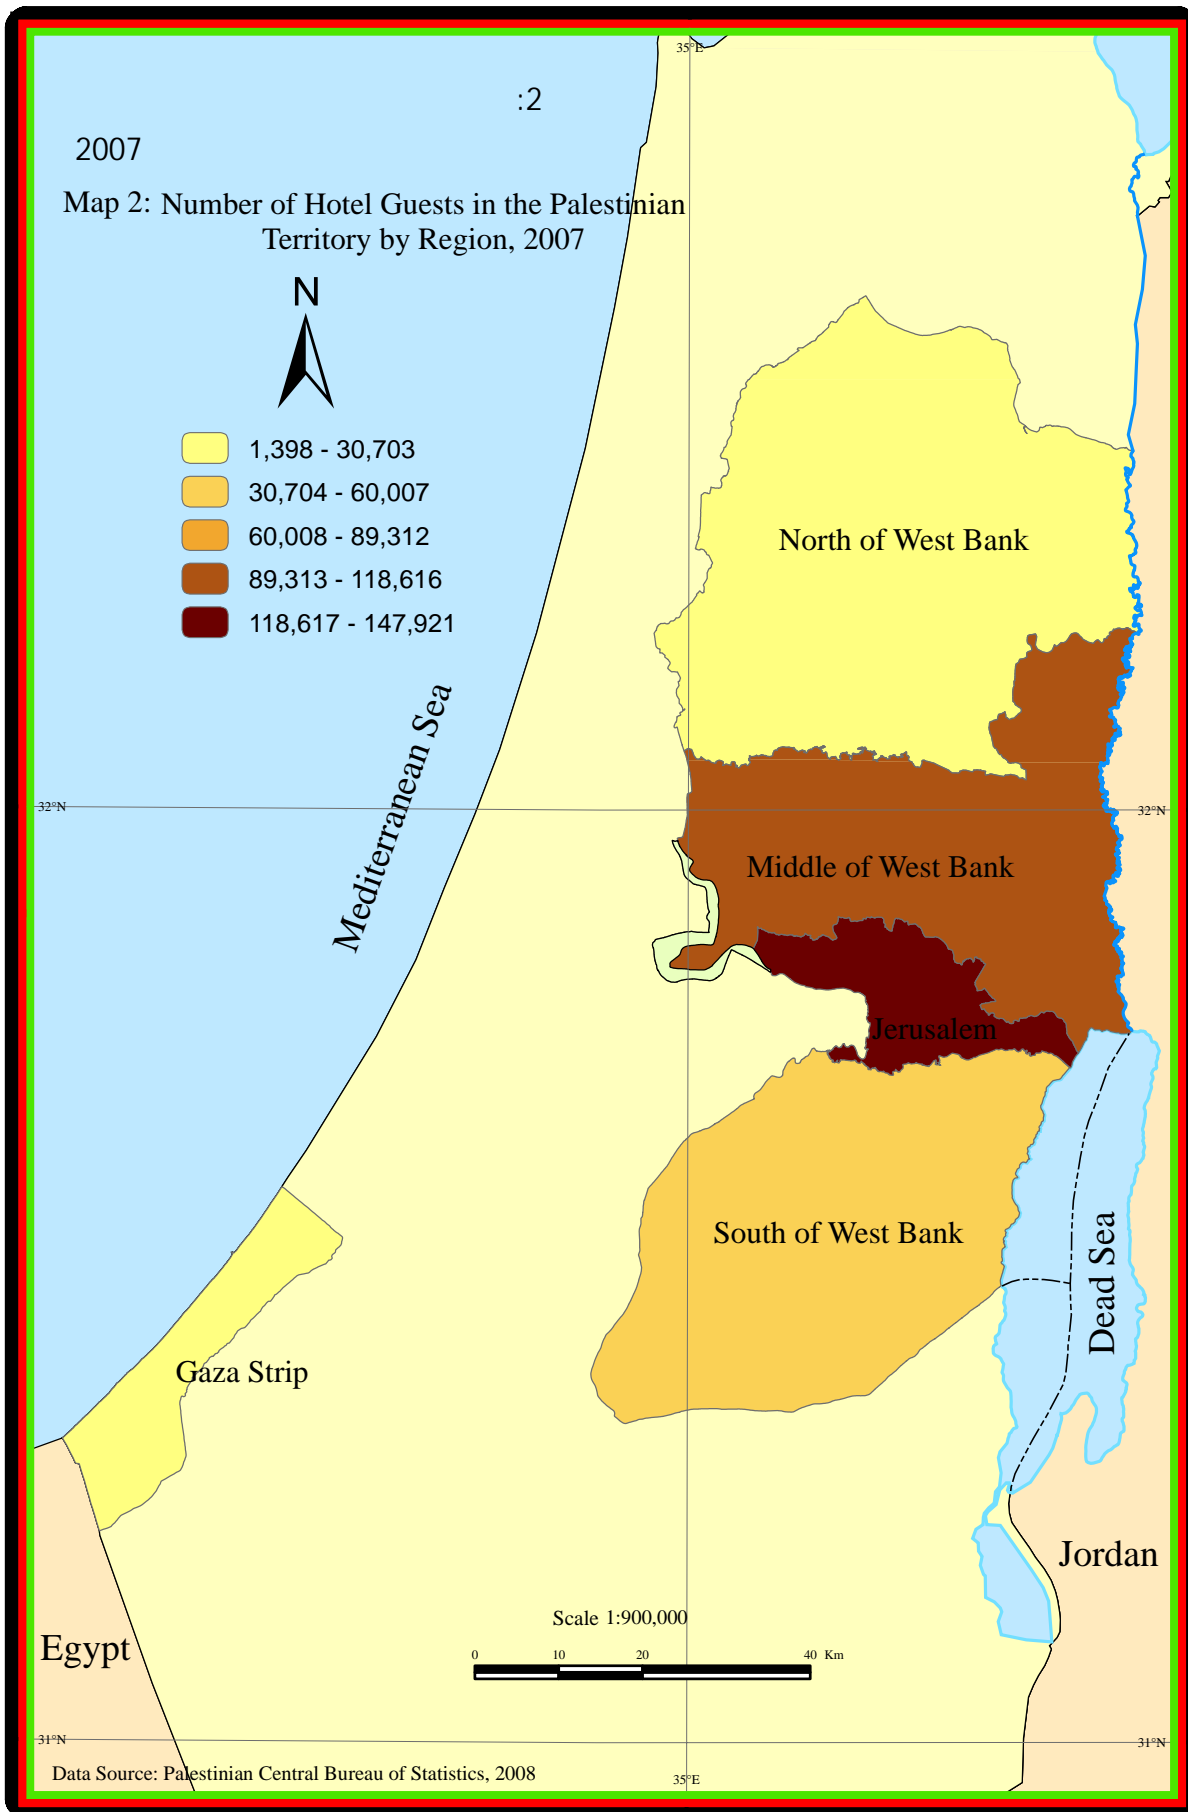 35°E
:2
2007
Map 2: Number of Hotel Guests in the Palestinian
Territory by Region, 2007
N
1,398 - 30,703
30,704 - 60,007
60,008 - 89,312
89,313 - 118,616
118,617 - 147,921
North of West Bank
Mediterranean Sea
32°N
32°N
Middle of West Bank
Jerusalem
South of West Bank
Dead Sea
Gaza Strip
Jordan
Egypt
Scale 1:900,000
0 10 20 40 Km
31°N
31°N
Data Source: Palestinian Central Bureau of Statistics, 2008
35°E